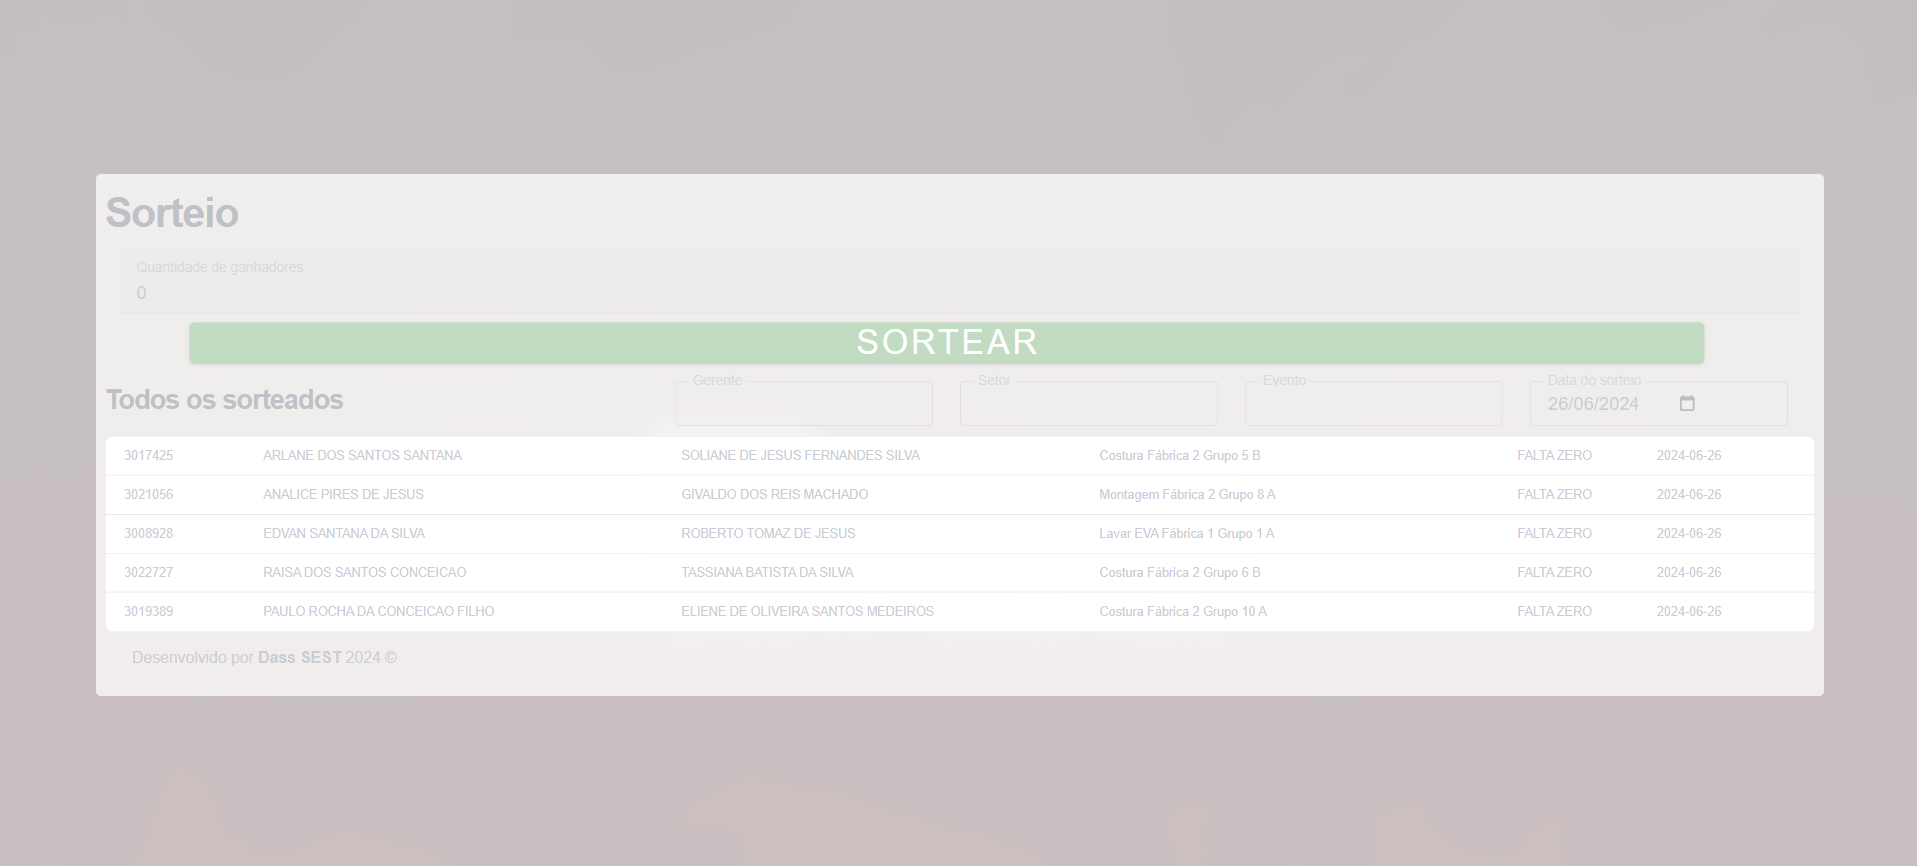 Sorteio
Quantidade de ganhadores
0
SORTEAR
Todos os sorteados
Gerente
Setor
Evento
Data do sorteio
26/06/2024
3017425 ARLANE DOS SANTOS SANTANA SOLIANE DE JESUS FERNANDES SILVA Costura Fábrica 2 Grupo 5 B FALTA ZERO 2024-06-26
3021056 ANALICE PIRES DE JESUS GIVALDO DOS REIS MACHADO Montagem Fábrica 2 Grupo 8 A FALTA ZERO 2024-06-26
3008928 EDVAN SANTANA DA SILVA ROBERTO TOMAZ DE JESUS Lavar EVA Fábrica 1 Grupo 1 A FALTA ZERO 2024-06-26
3022727 RAISA DOS SANTOS CONCEICAO TASSIANA BATISTA DA SILVA Costura Fábrica 2 Grupo 6 B FALTA ZERO 2024-06-26
3019389 PAULO ROCHA DA CONCEICAO FILHO ELIENE DE OLIVEIRA SANTOS MEDEIROS Costura Fábrica 2 Grupo 10 A FALTA ZERO 2024-06-26
Desenvolvido por Dass SEST 2024 ©